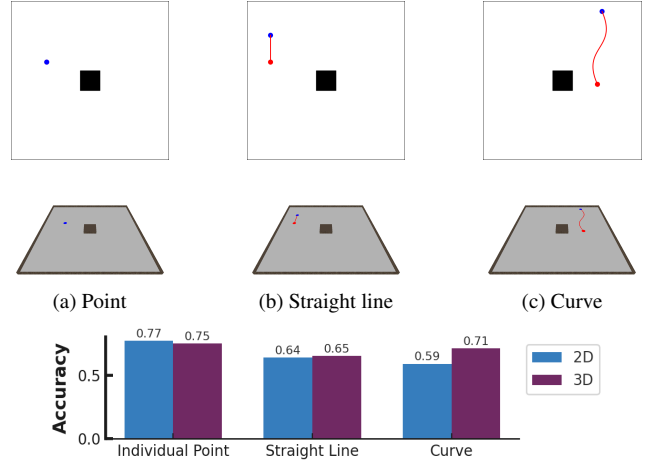 (a) Point (b) Straight line (c) Curve
0.77 0.75 0.64 0.65 0.59 0.71
2D
3D
Accuracy
0.5
0.0
Individual Point Straight Line Curve